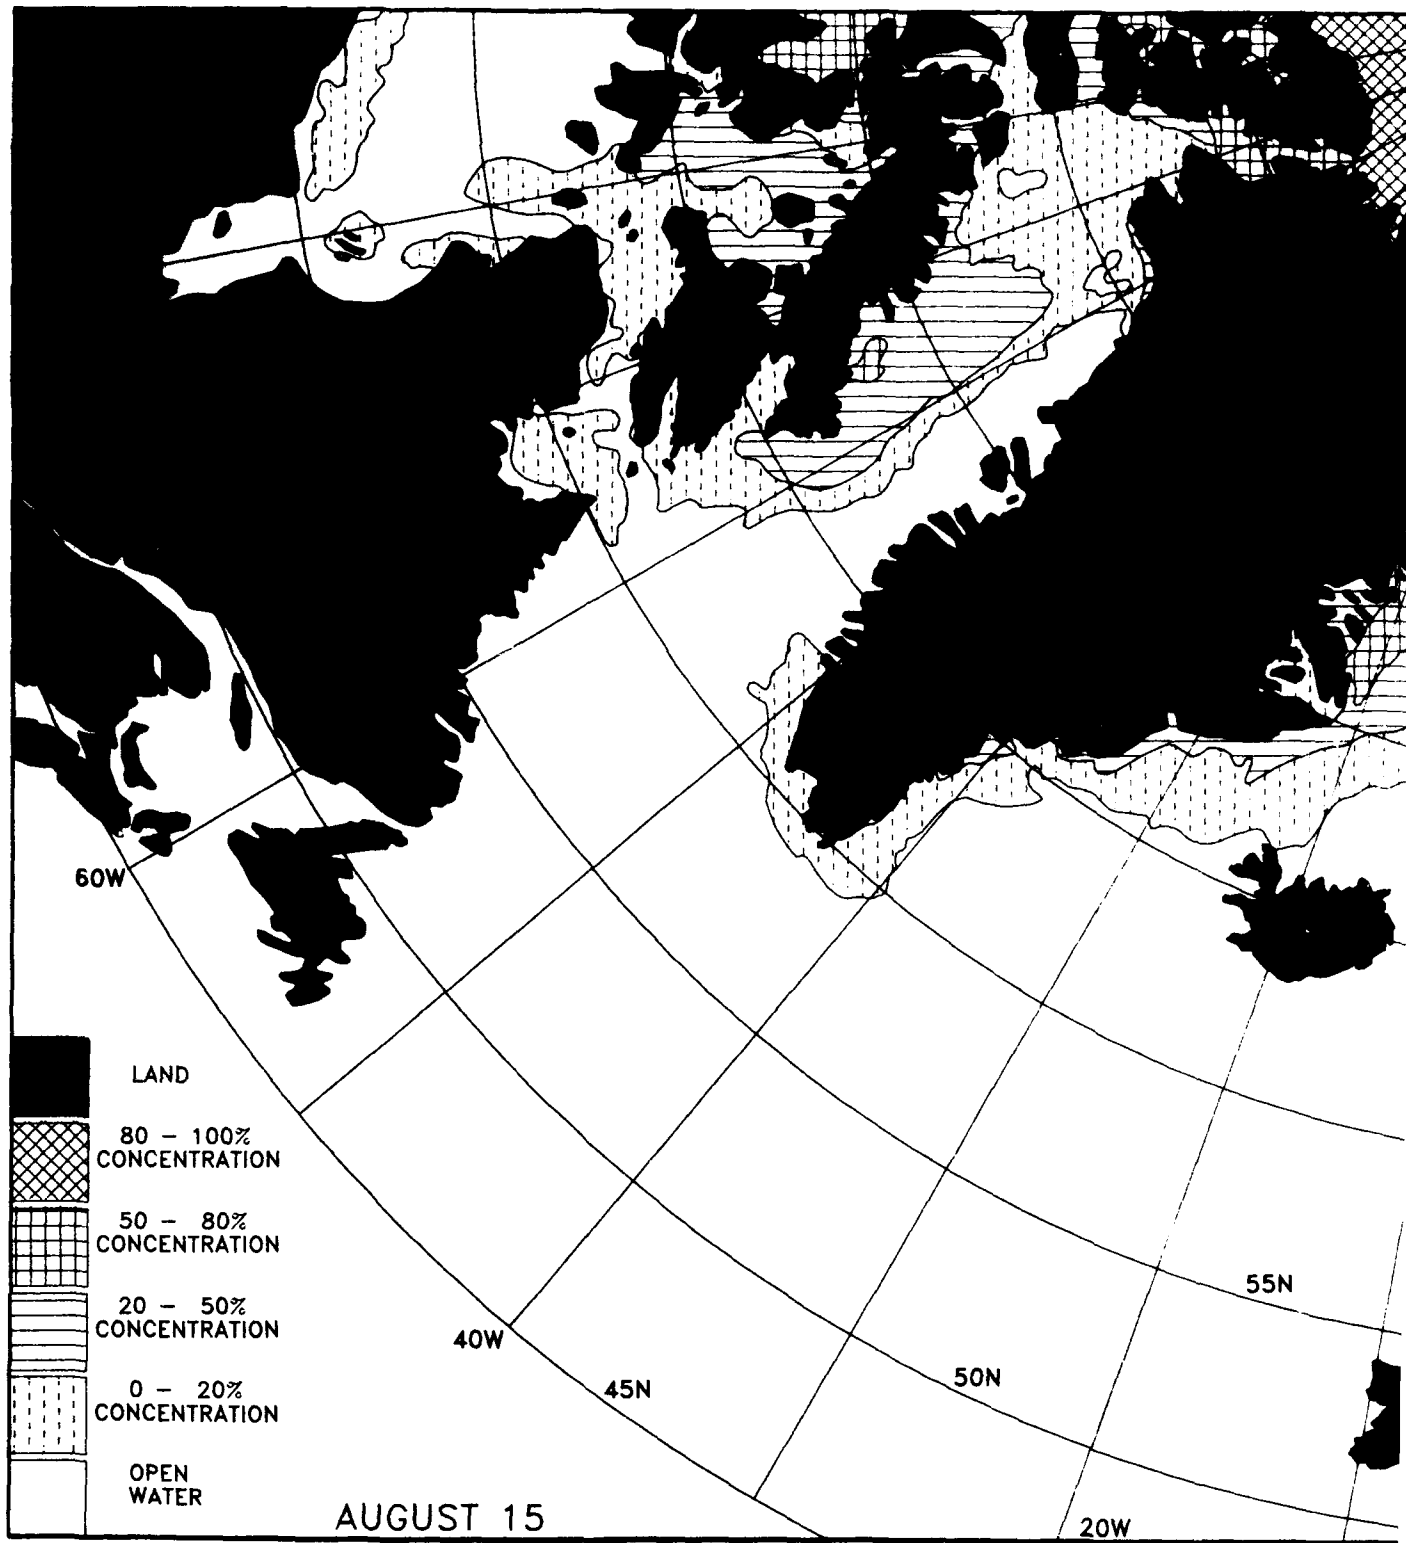 60W
LAND
80 - 100%
CONCENTRATION
50 - 80%
CONCENTRATION
20 - 50%
CONCENTRATION
0 - 20%
CONCENTRATION
OPEN
WATER
AUGUST 15
40W
45N
50N
55N
20W